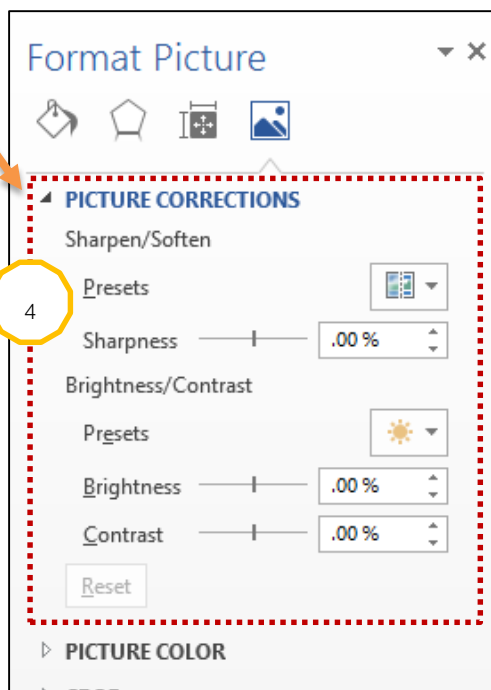 Format Picture
PICTURE CORRECTIONS
Sharpen/Soften
Presets
4
Sharpness .00 %
Brightness/Contrast
Presets
Brightness .00 %
Contrast .00 %
Reset
PICTURE COLOR